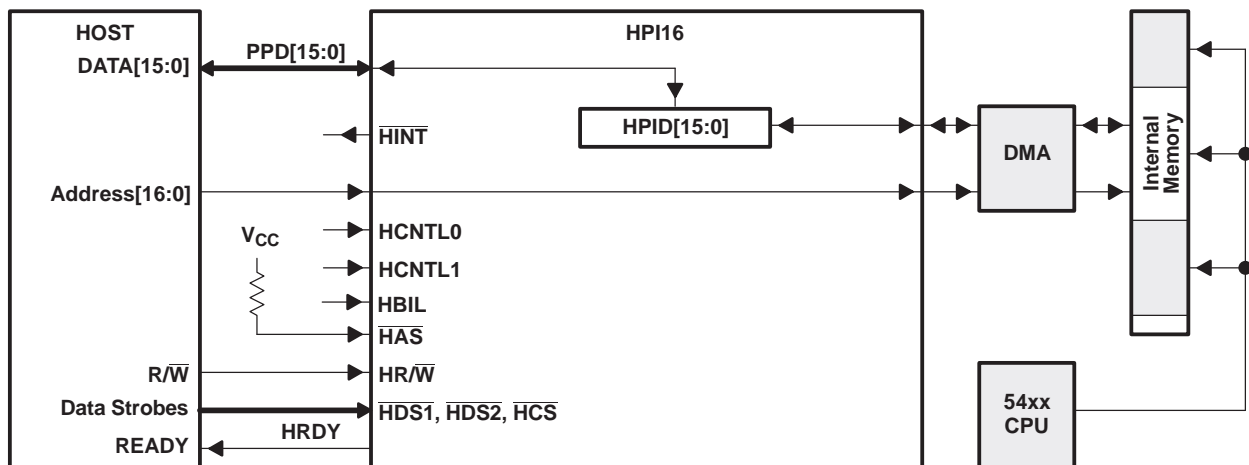 HOST
HPI16
PPD[15:0]
DATA[15:0]
HPID[15:0]
HINT
DMA
Internal
Memory
Address[16:0]
VCC
HCNTL0
HCNTL1
HBIL
HAS
R/W
HR/W
Data Strobes
HDS1, HDS2, HCS
54xx
CPU
HRDY
READY